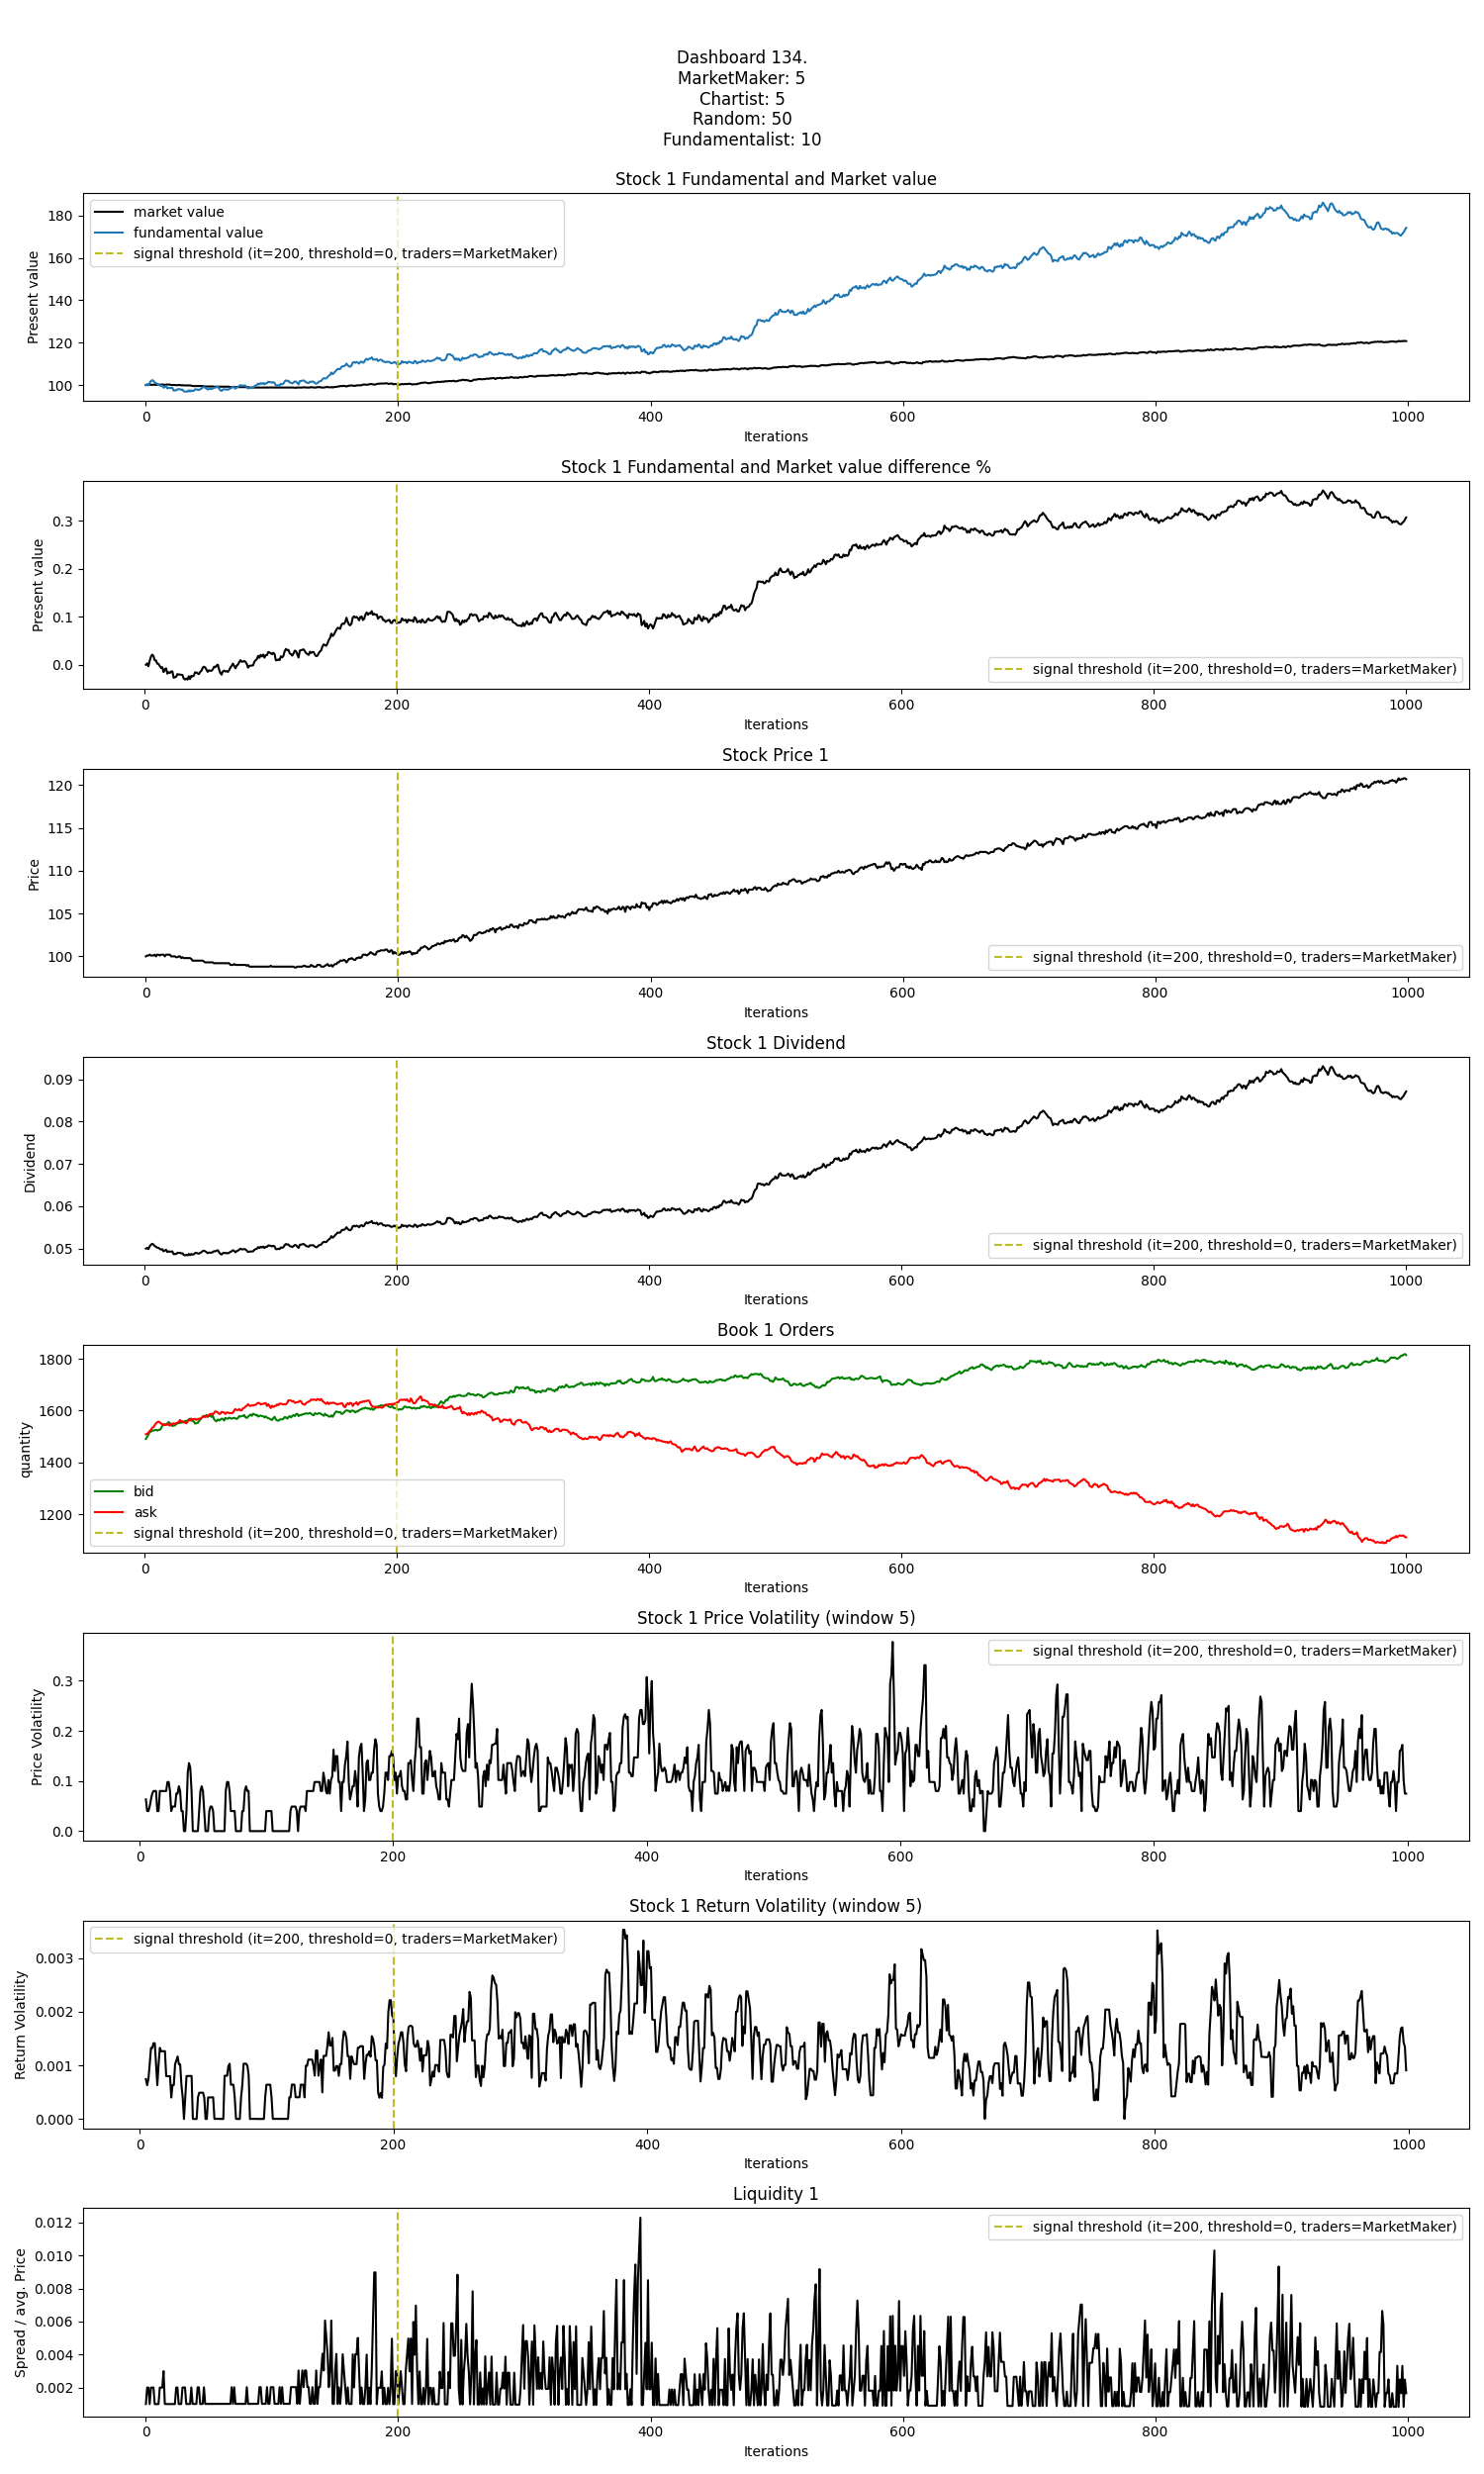 Dashboard 134.
MarketMaker: 5
Chartist: 5
Random: 50
Fundamentalist: 10
Stock 1 Fundamental and Market value
market value
fundamental value
signal threshold (it=200, threshold=0, traders=MarketMaker)
Present value
180
160
140
120
100
0 200 400 600 800 1000
Iterations
Stock 1 Fundamental and Market value difference %
Present value
0.3
0.2
0.1
0.0
signal threshold (it=200, threshold=0, traders=MarketMaker)
0 200 400 600 800 1000
Iterations
Stock Price 1
Price
120
115
110
105
100
signal threshold (it=200, threshold=0, traders=MarketMaker)
0 200 400 600 800 1000
Iterations
Stock 1 Dividend
Dividend
0.09
0.08
0.07
0.06
0.05
signal threshold (it=200, threshold=0, traders=MarketMaker)
0 200 400 600 800 1000
Iterations
Book 1 Orders
quantity
1800
1600
1400
1200
bid
ask
signal threshold (it=200, threshold=0, traders=MarketMaker)
0 200 400 600 800 1000
Iterations
Stock 1 Price Volatility (window 5)
signal threshold (it=200, threshold=0, traders=MarketMaker)
Price Volatility
0.3
0.2
0.1
0.0
0 200 400 600 800 1000
Iterations
Stock 1 Return Volatility (window 5)
signal threshold (it=200, threshold=0, traders=MarketMaker)
Return Volatility
0.003
0.002
0.001
0.000
0 200 400 600 800 1000
Iterations
Liquidity 1
signal threshold (it=200, threshold=0, traders=MarketMaker)
Spread / avg. Price
0.012
0.010
0.008
0.006
0.004
0.002
0 200 400 600 800 1000
Iterations